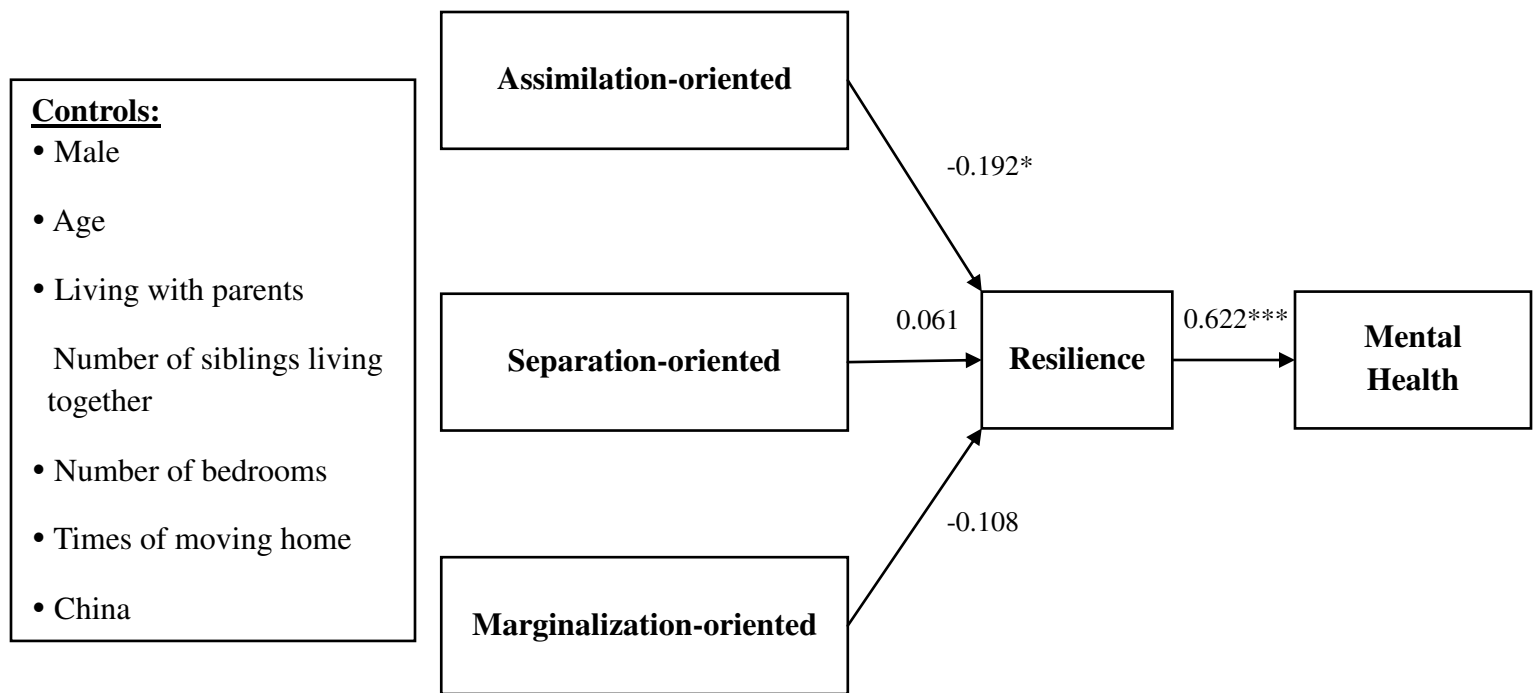 Controls:
• Male
• Age
• Living with parents
Number of siblings living
together
• Number of bedrooms
• Times of moving home
• China
Assimilation-oriented
Separation-oriented
Marginalization-oriented
-0.192*
0.061
-0.108
Resilience
0.622***
Mental
Health